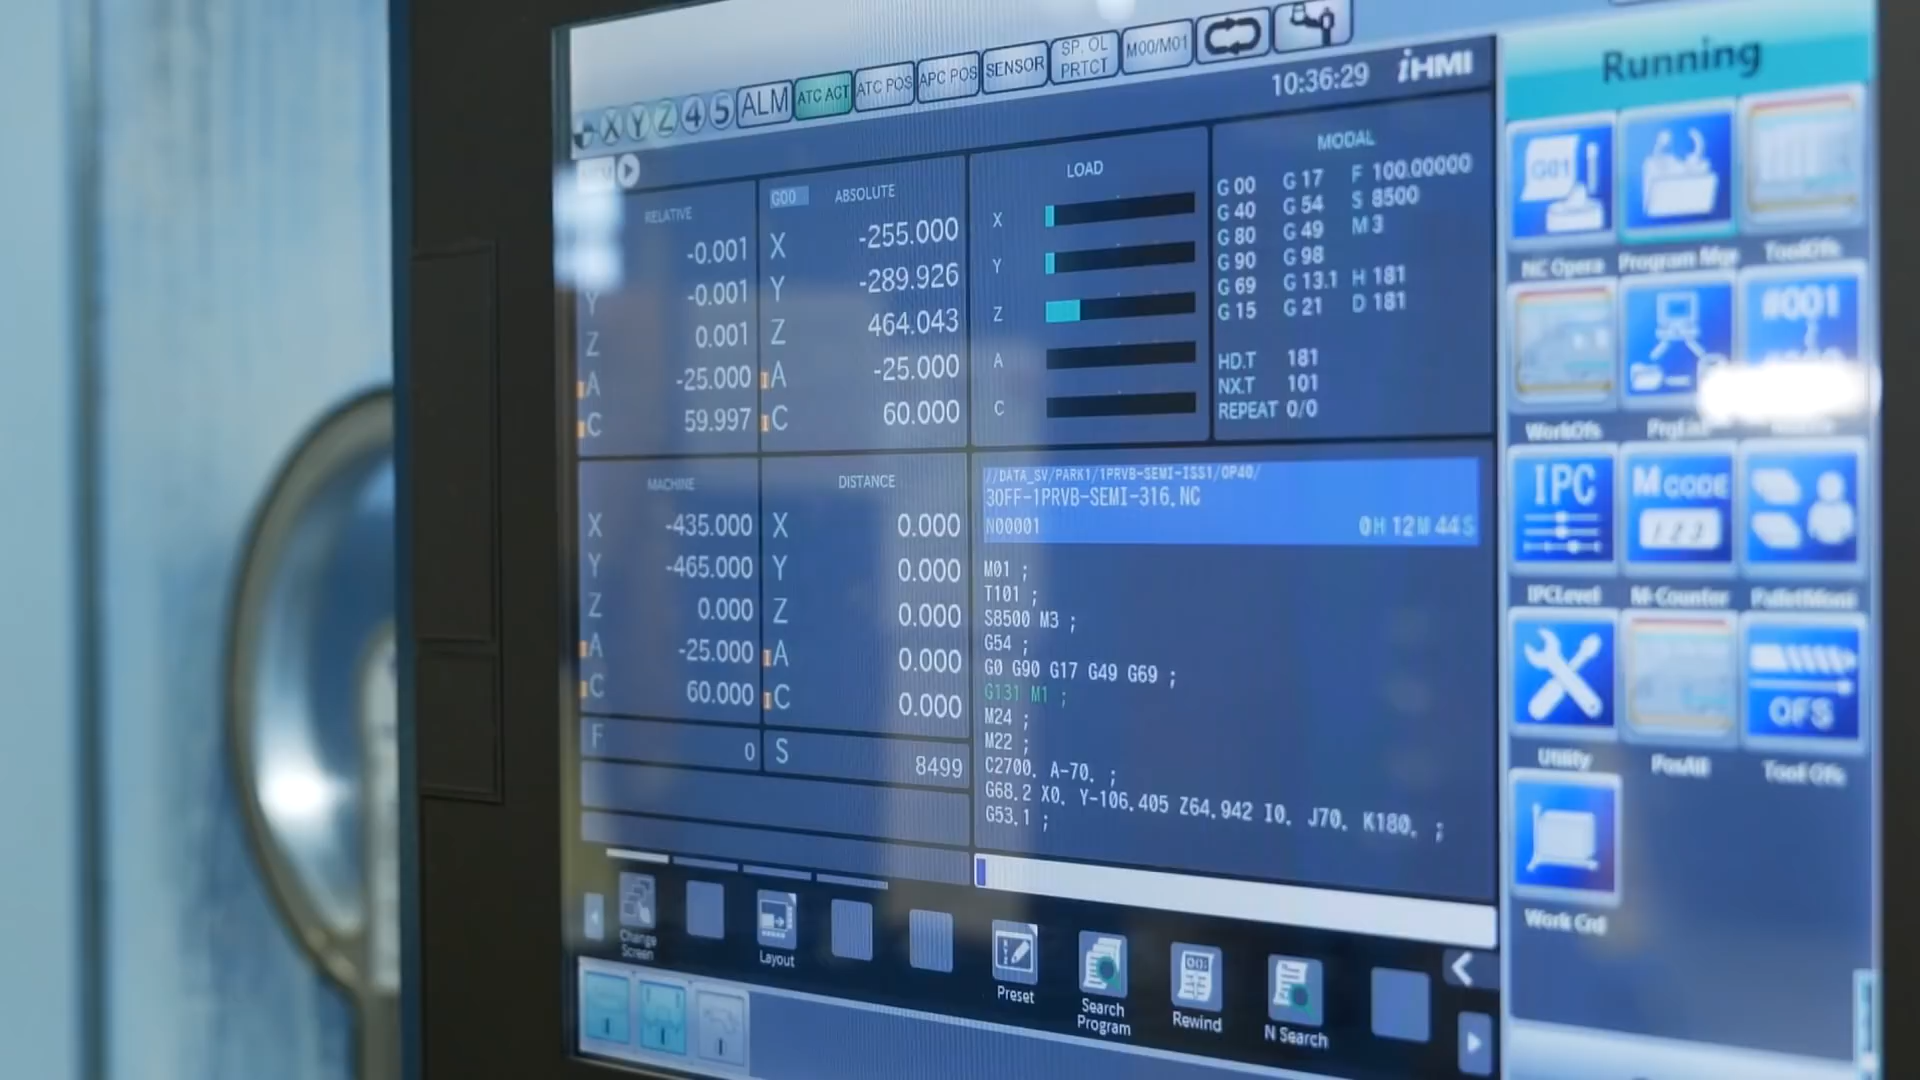 X Y Z 4 5 ALM ATC ACT ATC POS APC POS SENSOR SP. OL PRTCT M00/M01
10:36:29 iHMI
Running
RELATIVE
-0.001
Y -0.001
Z 0.001
A -25.000
C 59.997
G00 ABSOLUTE
X -255.000
Y -289.926
Z 464.043
A -25.000
C 60.000
LOAD
X
Y
Z
A
C
MODAL
G 00 G 17 F 100.00000
G 40 G 54 S 8500
G 80 G 49 M 3
G 90 G 98
G 69 G 13.1 H 181
G 15 G 21 D 181
HD.T 181
NX.T 101
REPEAT 0/0
MACHINE
X -435.000
Y -465.000
Z 0.000
A -25.000
C 60.000
F 0
DISTANCE
X 0.000
Y 0.000
Z 0.000
A 0.000
C 0.000
S 8499
//DATA_SV/PARK1/1PRVB-SEMI-ISS1/OP40/
30FF-1PRVB-SEMI-316.NC
N00001 0H 12M 44S
M01 ;
T101 ;
S8500 M3 ;
G54 ;
G0 G90 G17 G49 G69 ;
G131 M1 ;
M24 ;
M22 ;
C2700. A-70. ;
G68.2 X0. Y-106.405 Z64.942 I0. J70. K180. ;
G53.1 ;
Change Screen
Layout
Preset
Search Program
Rewind
N Search
G01
NC Opera Program Mgr ToolOfs
#001
WorkOfs
IPC M CODE
123
IPCLevel M-Counter PalletMone
OFS
Utility PosAll Tool Ofs
Work Crd